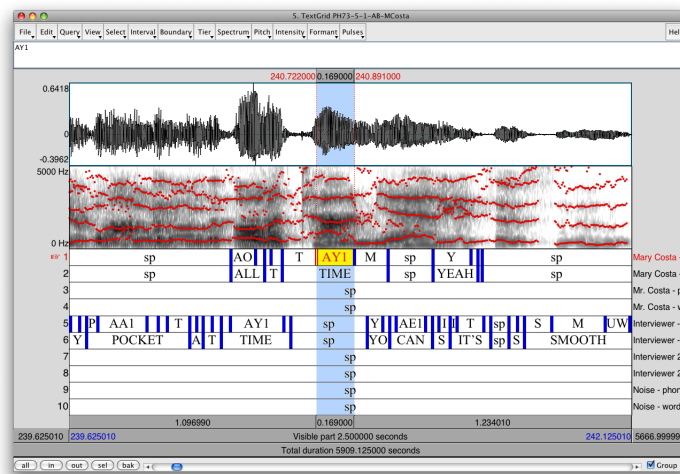 5. TextGrid PH73-5-1-AB-MCosta
File Edit Query View Select Interval Boundary Tier Spectrum Pitch Intensity Formant Pulses Hel
AY1
240.722000 0.169000 240.891000
0.6418
0
-0.3962
5000 Hz
0 Hz
1 sp AO T AY1 M sp Y sp Mary Costa -
2 sp ALL T TIME sp YEAH sp Mary Costa -
3 sp Mr. Costa - p
4 sp Mr. Costa - w
5 P AA1 T AY1 sp Y AE1 I I T sp S M UW Interviewer -
6 Y POCKET A T TIME sp YO CAN S IT'S sp S SMOOTH Interviewer -
7 sp Interviewer 2
8 sp Interviewer 2
9 sp Noise - phon
10 sp Noise - word
1.096990 0.169000 1.234010
239.625010 239.625010 Visible part 2.500000 seconds 242.125010 5666.99999
Total duration 5909.125000 seconds
all in out sel bak Group